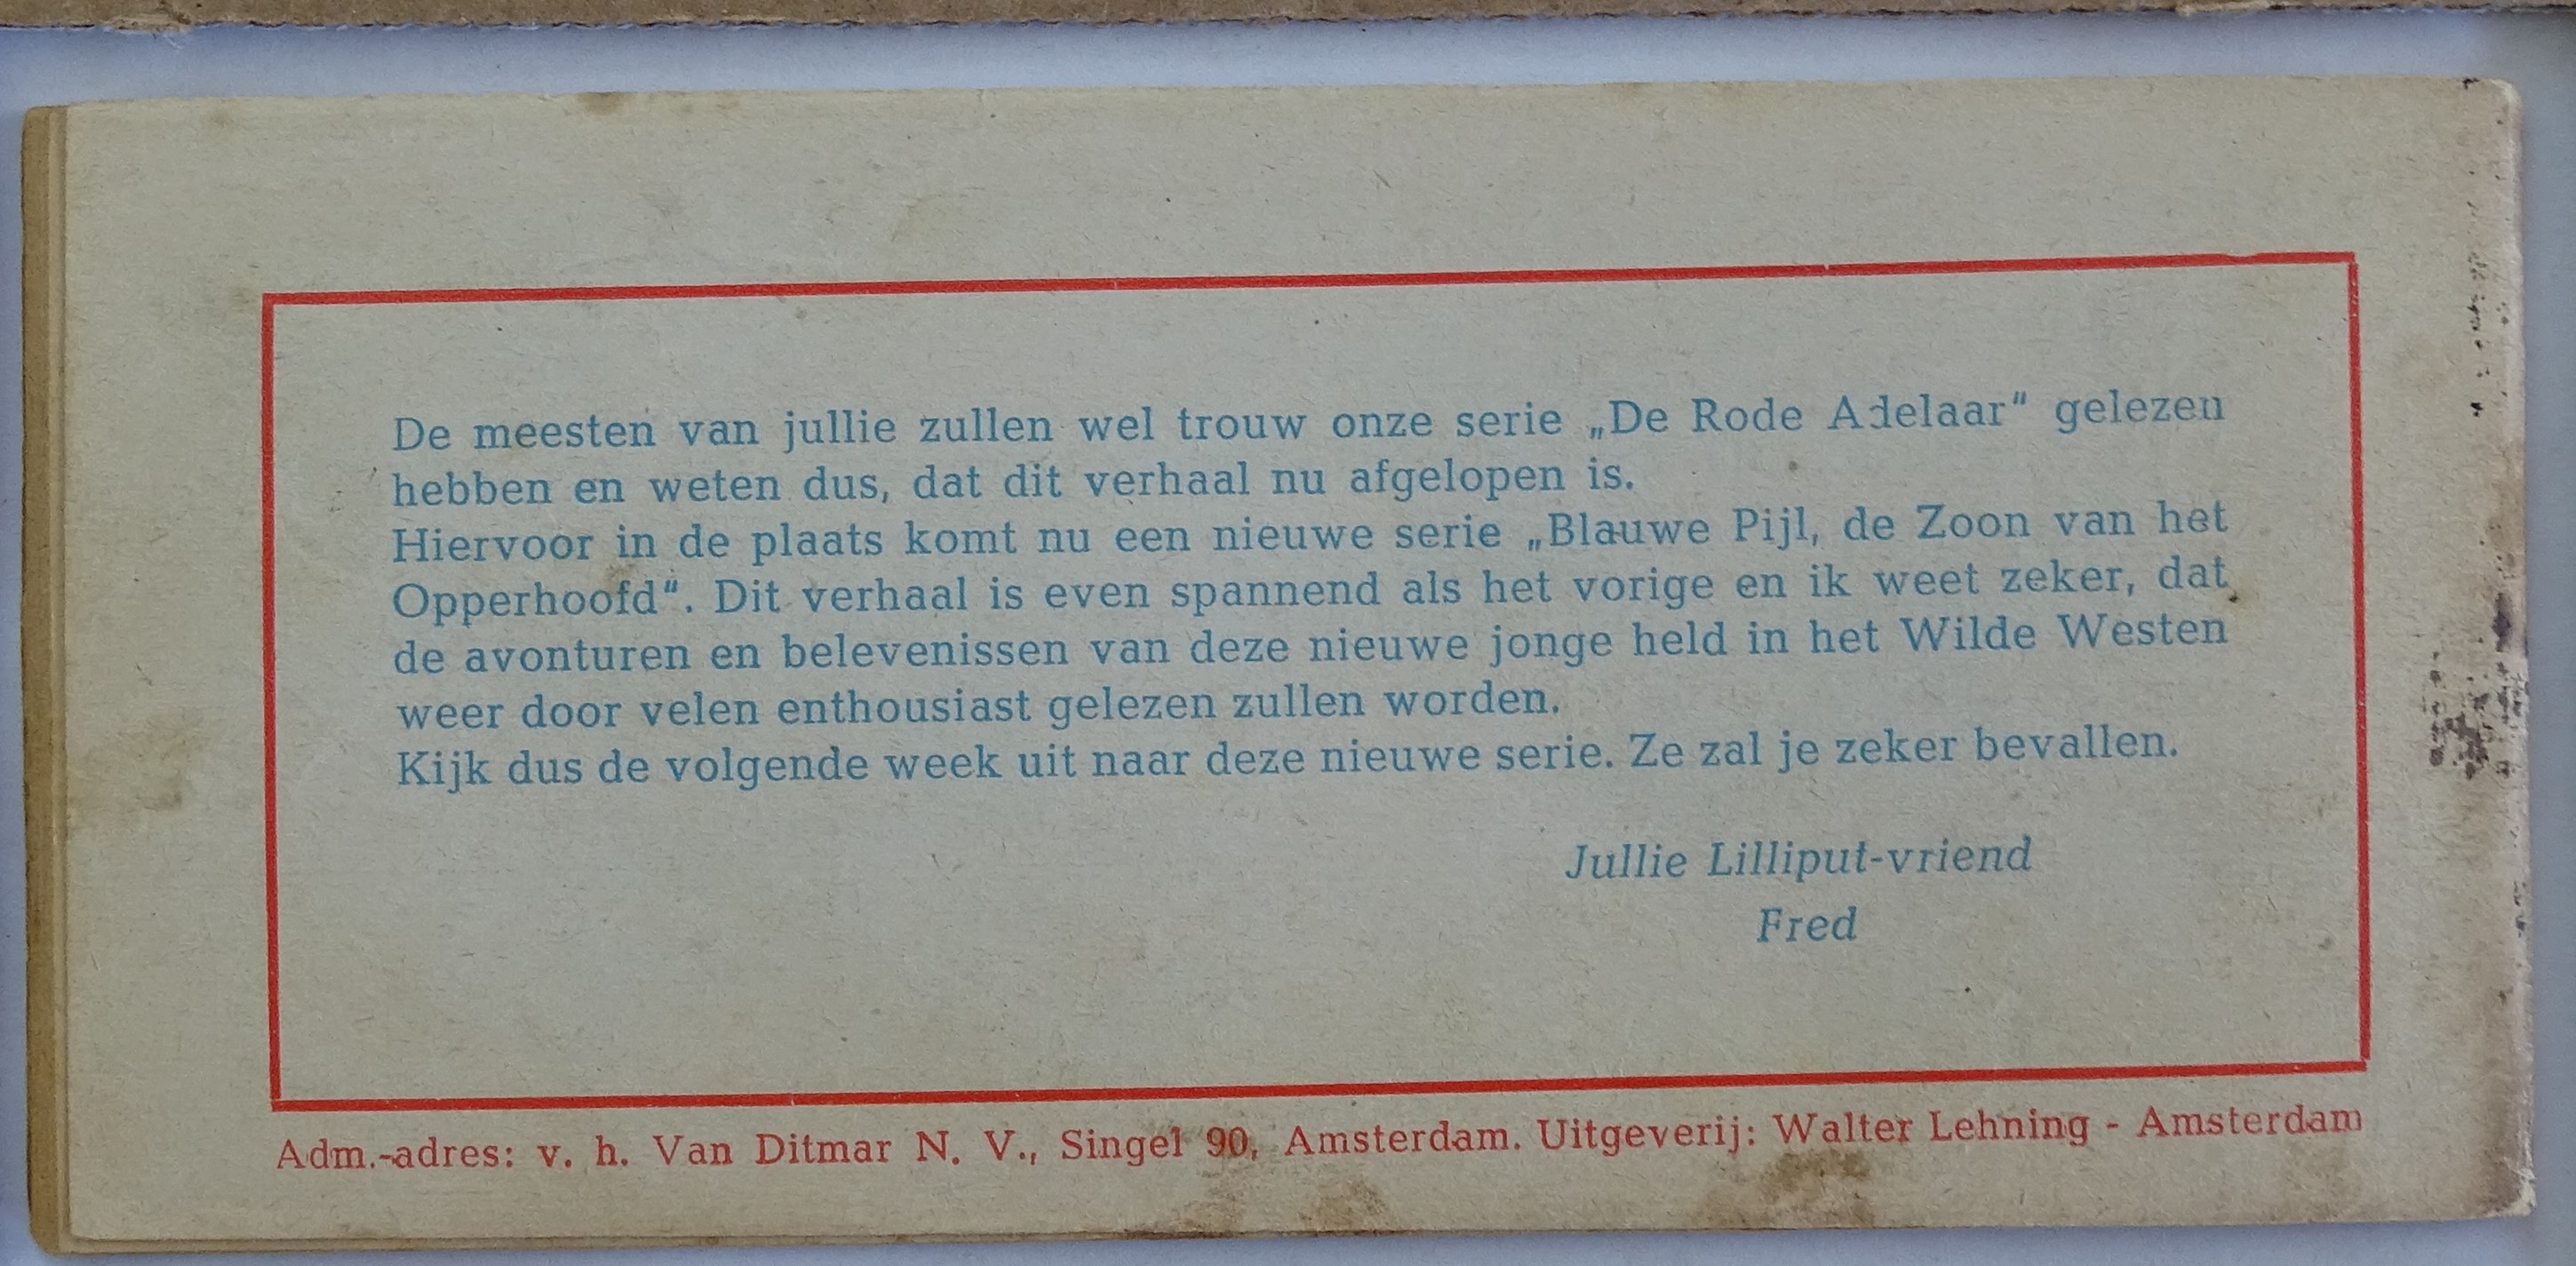 De meesten van jullie zullen wel trouw onze serie „De Rode Adelaar“ gelezen
hebben en weten dus, dat dit verhaal nu afgelopen is.
Hiervoor in de plaats komt nu een nieuwe serie „Blauwe Pijl, de Zoon van het
Opperhoofd“. Dit verhaal is even spannend als het vorige en ik weet zeker, dat
de avonturen en belevenissen van deze nieuwe jonge held in het Wilde Westen
weer door velen enthousiast gelezen zullen worden.
Kijk dus de volgende week uit naar deze nieuwe serie. Ze zal je zeker bevallen.
Jullie Lilliput-vriend
Fred
Adm.-adres: v. h. Van Ditmar N. V., Singel 90, Amsterdam. Uitgeverij: Walter Lehning - Amsterdam